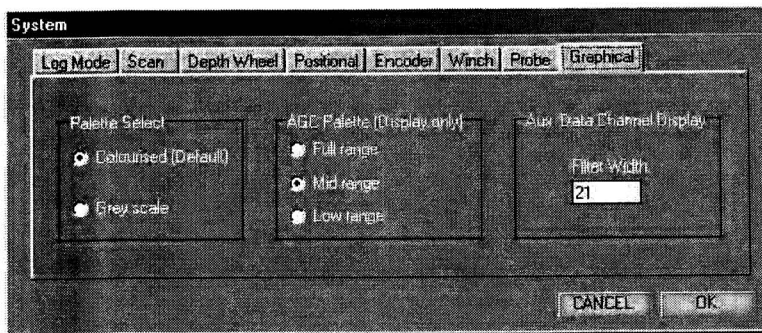 System
Log Mode Scan Depth Wheel Positional Encoder Winch Probe Graphical
Palette Select
Colourised (Default)
Grey scale
AGC Palette (Display only)
Full range
Mid range
Low range
Aux. Data Channel Display
Filter Width
21
CANCEL OK